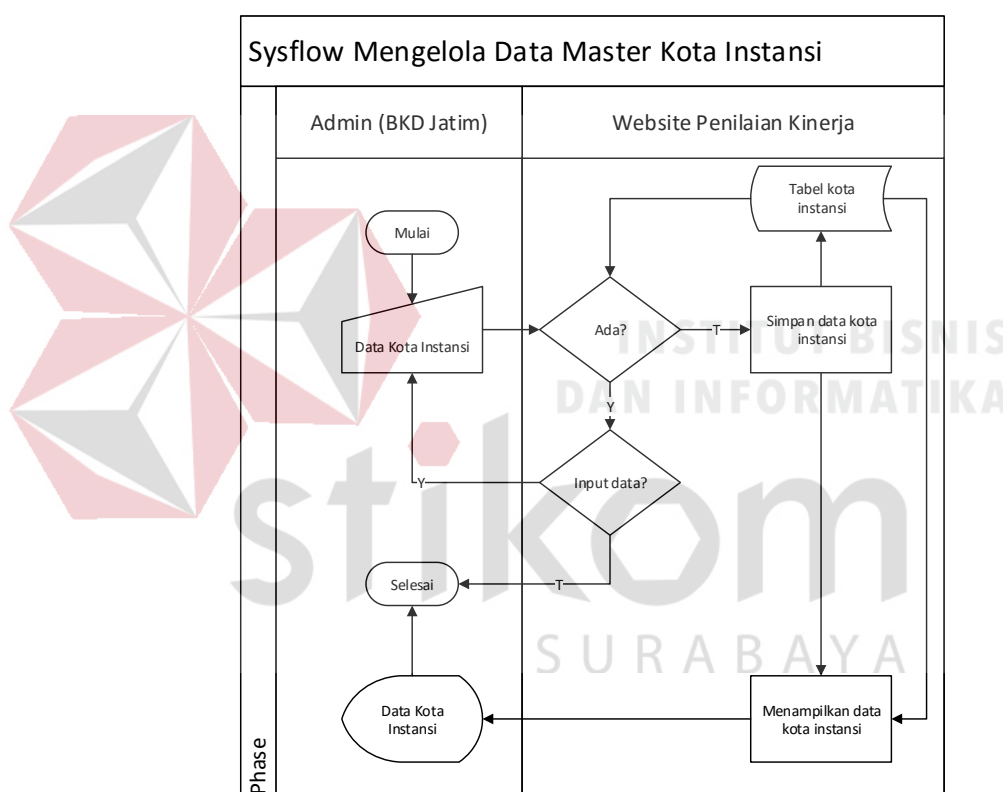 Sysflow Mengelola Data Master Kota Instansi
Admin (BKD Jatim)
Website Penilaian Kinerja
Tabel kota
instansi
Mulai
Data Kota Instansi
Ada?
T
Simpan data kota
instansi
INSTITUT BISNIS
DAN INFORMATIKA
Y
Input data?
Y
stikom
Selesai
T
SURABAYA
Data Kota
Instansi
Menampilkan data
kota instansi
Phase